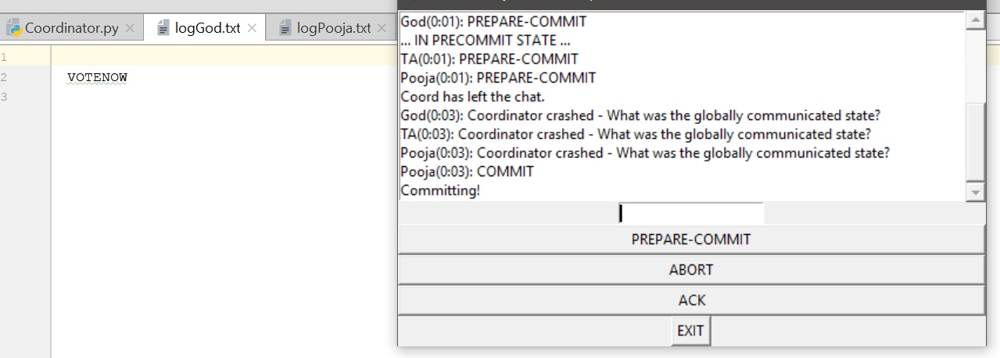 Coordinator.py
logGod.txt
logPooja.txt
1
2
VOTENOW
3
God(0:01): PREPARE-COMMIT
... IN PRECOMMIT STATE ...
TA(0:01): PREPARE-COMMIT
Pooja(0:01): PREPARE-COMMIT
Coord has left the chat.
God(0:03): Coordinator crashed - What was the globally communicated state?
TA(0:03): Coordinator crashed - What was the globally communicated state?
Pooja(0:03): Coordinator crashed - What was the globally communicated state?
Pooja(0:03): COMMIT
Committing!
PREPARE-COMMIT
ABORT
ACK
EXIT